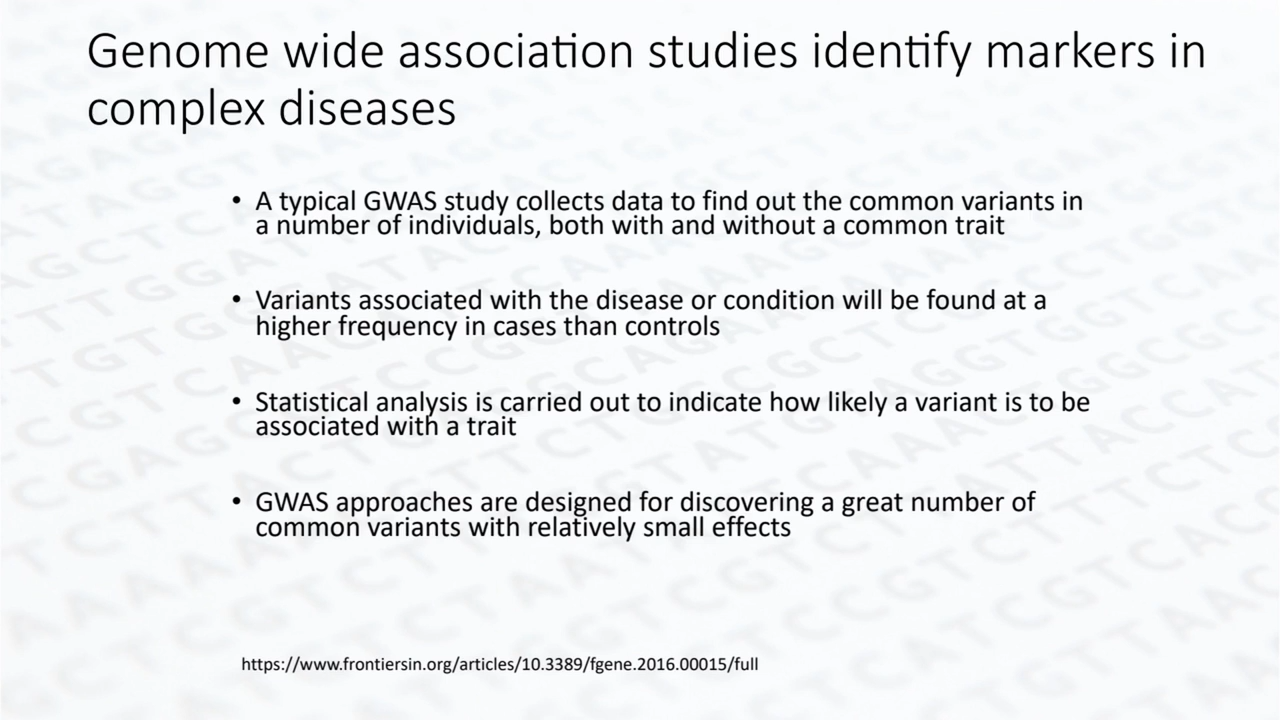 Genome wide association studies identify markers in
complex diseases
• A typical GWAS study collects data to find out the common variants in
a number of individuals, both with and without a common trait
• Variants associated with the disease or condition will be found at a
higher frequency in cases than controls
• Statistical analysis is carried out to indicate how likely a variant is to be
associated with a trait
• GWAS approaches are designed for discovering a great number of
common variants with relatively small effects
https://www.frontiersin.org/articles/10.3389/fgene.2016.00015/full